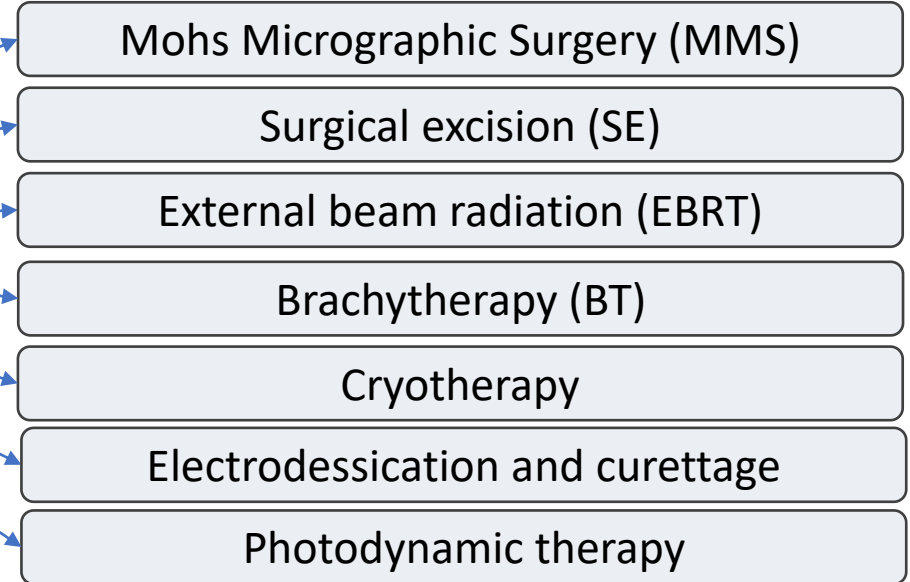 Mohs Micrographic Surgery (MMS)
Surgical excision (SE)
External beam radiation (EBRT)
Brachytherapy (BT)
Cryotherapy
Electrodessication and curettage
Photodynamic therapy